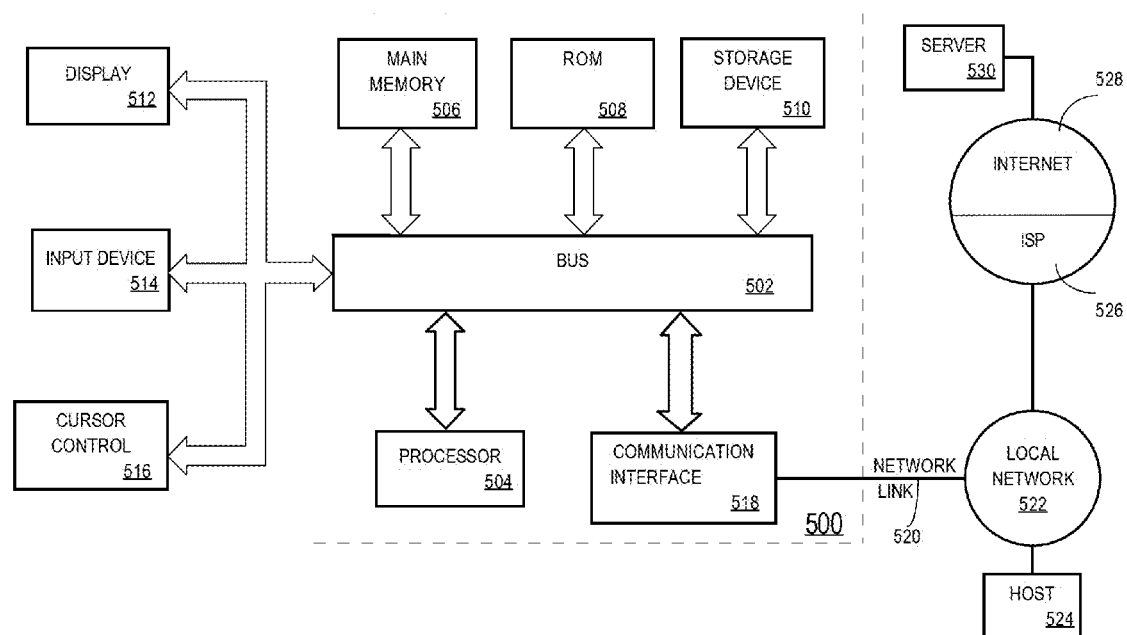 DISPLAY
512
INPUT DEVICE
514
CURSOR
CONTROL
516
MAIN
MEMORY
506
ROM
508
STORAGE
DEVICE
510
BUS
502
PROCESSOR
504
COMMUNICATION
INTERFACE
518
500
SERVER
530
528
INTERNET
ISP
526
NETWORK
LINK
520
LOCAL
NETWORK
522
HOST
524